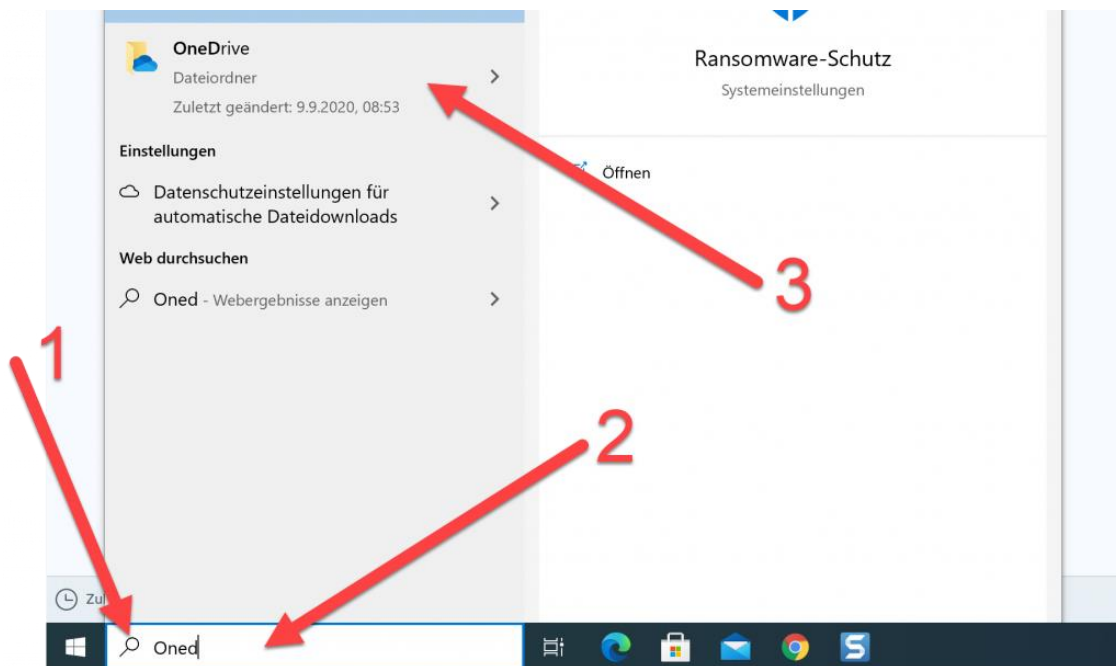 OneDrive
Dateiordner
Zuletzt geändert: 9.9.2020, 08:53
Einstellungen
Datenschutzeinstellungen für
automatische Dateidownloads
Web durchsuchen
Oned - Webergebnisse anzeigen
Ransomware-Schutz
Systemeinstellungen
Öffnen
3
1
2
Zul
Oned
S